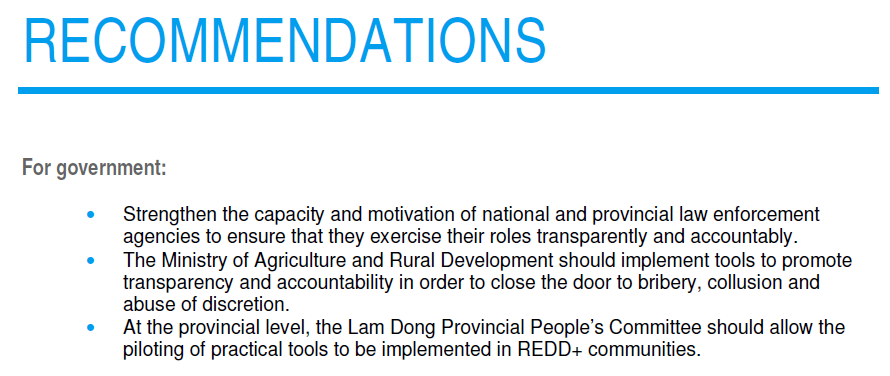 RECOMMENDATIONS
For government:
• Strengthen the capacity and motivation of national and provincial law enforcement
agencies to ensure that they exercise their roles transparently and accountably.
• The Ministry of Agriculture and Rural Development should implement tools to promote
transparency and accountability in order to close the door to bribery, collusion and
abuse of discretion.
• At the provincial level, the Lam Dong Provincial People’s Committee should allow the
piloting of practical tools to be implemented in REDD+ communities.